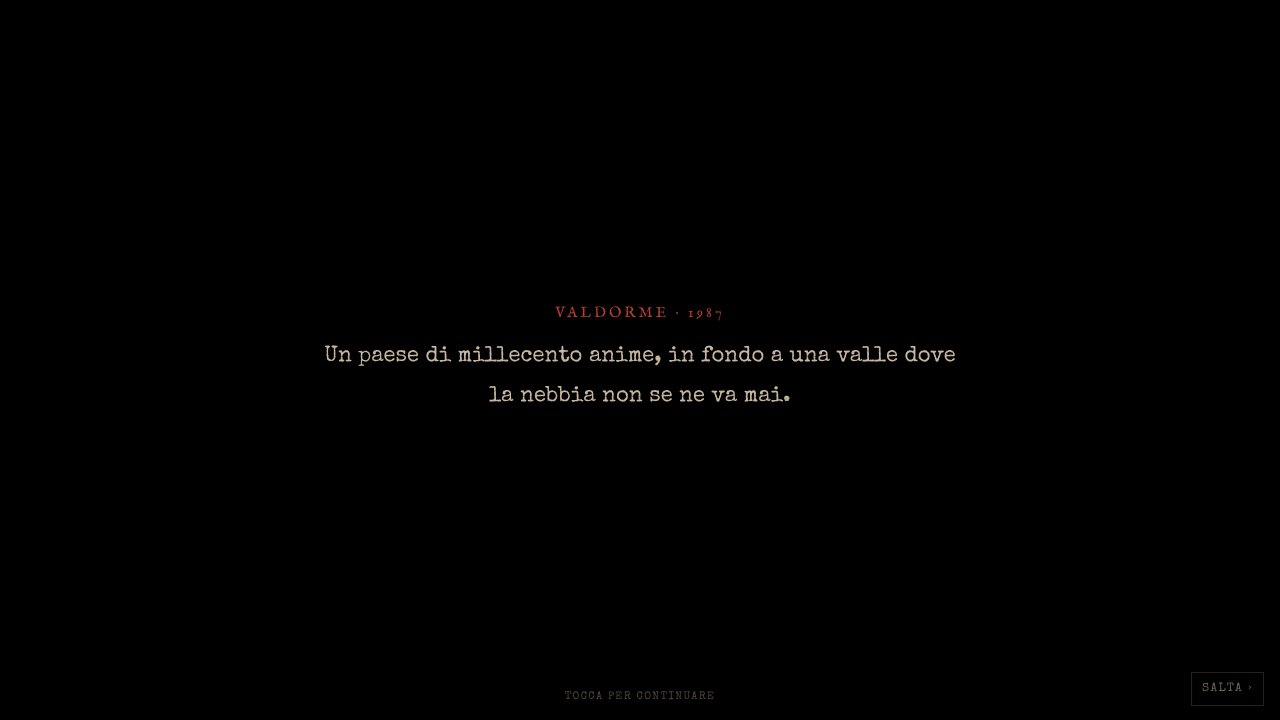 VALDORME · 1987
Un paese di millecento anime, in fondo a una valle dove
la nebbia non se ne va mai.
TOCCA PER CONTINUARE
SALTA ›